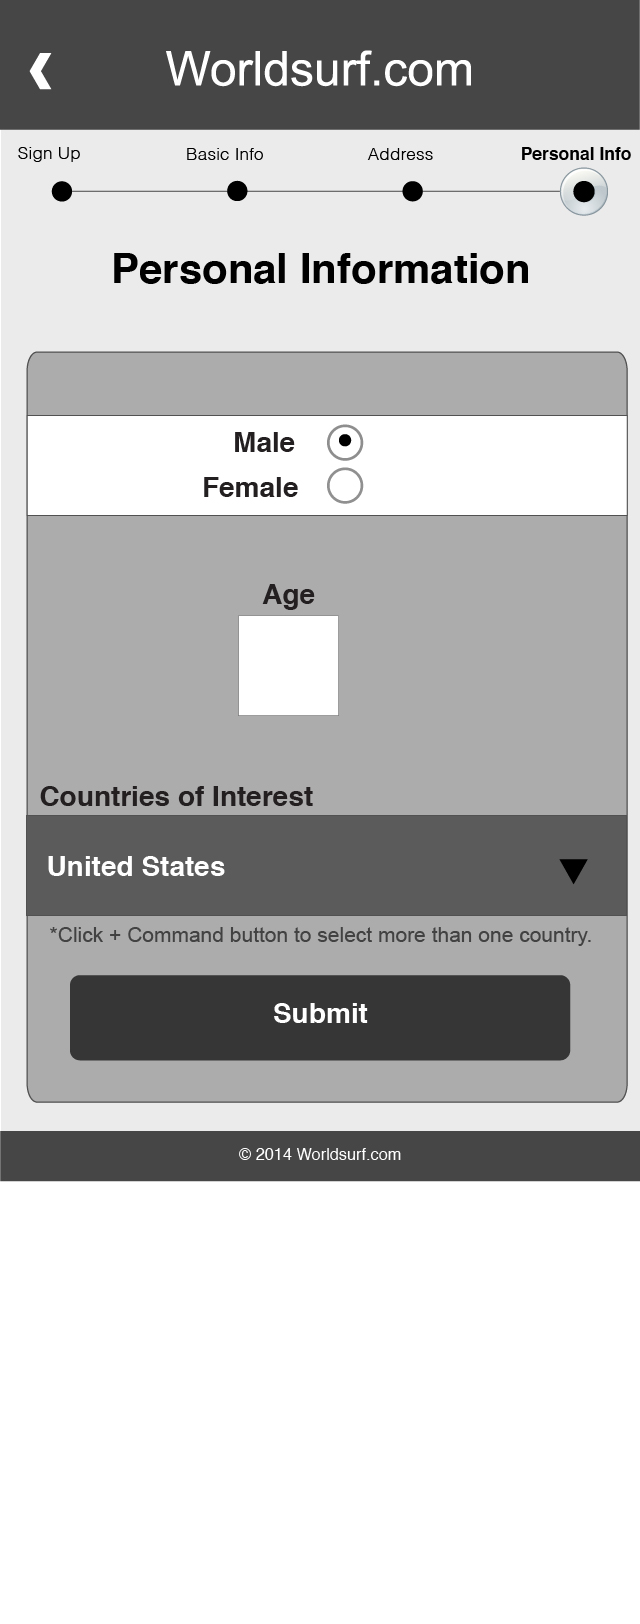 Worldsurf.com
Sign Up Basic Info Address Personal Info
Personal Information
Male
Female
Age
Countries of Interest
United States
*Click + Command button to select more than one country.
Submit
© 2014 Worldsurf.com